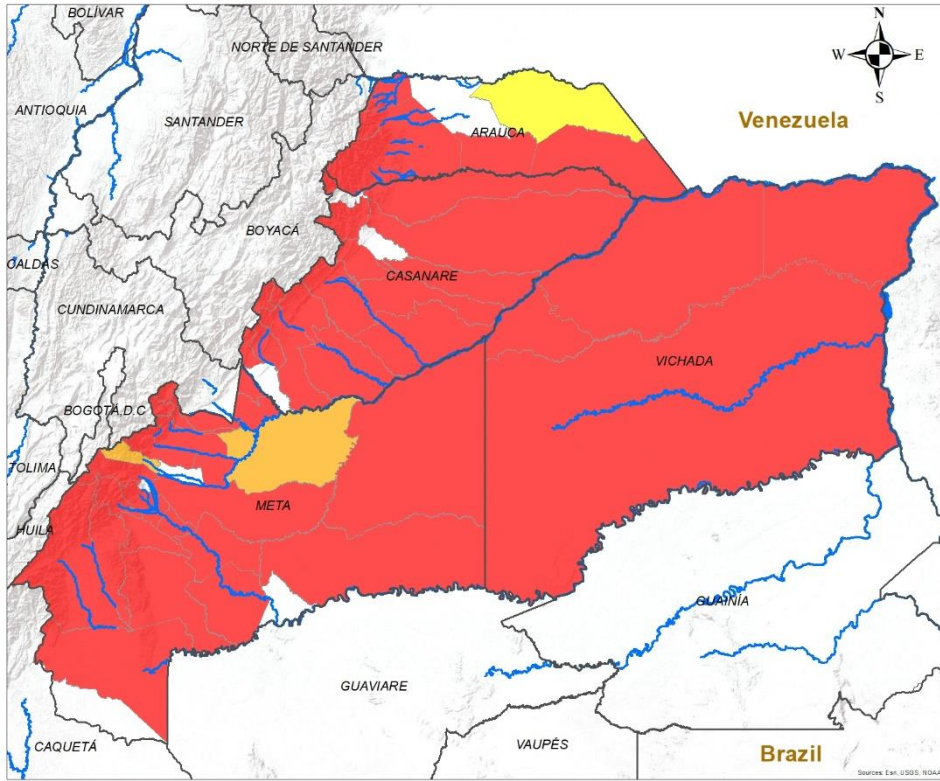 BOLÍVAR
N
NORTE DE SANTANDER
W
E
S
ANTIOQUIA
SANTANDER
Venezuela
ARAUCA
BOYACÁ
CALDAS
CASANARE
CUNDINAMARCA
VICHADA
BOGOTÁ,D.C
TOLIMA
META
HUILA
GUAINÍA
GUAVIARE
VAUPÉS
CAQUETÁ
Brazil
Sources: Esri, USGS, NOAA